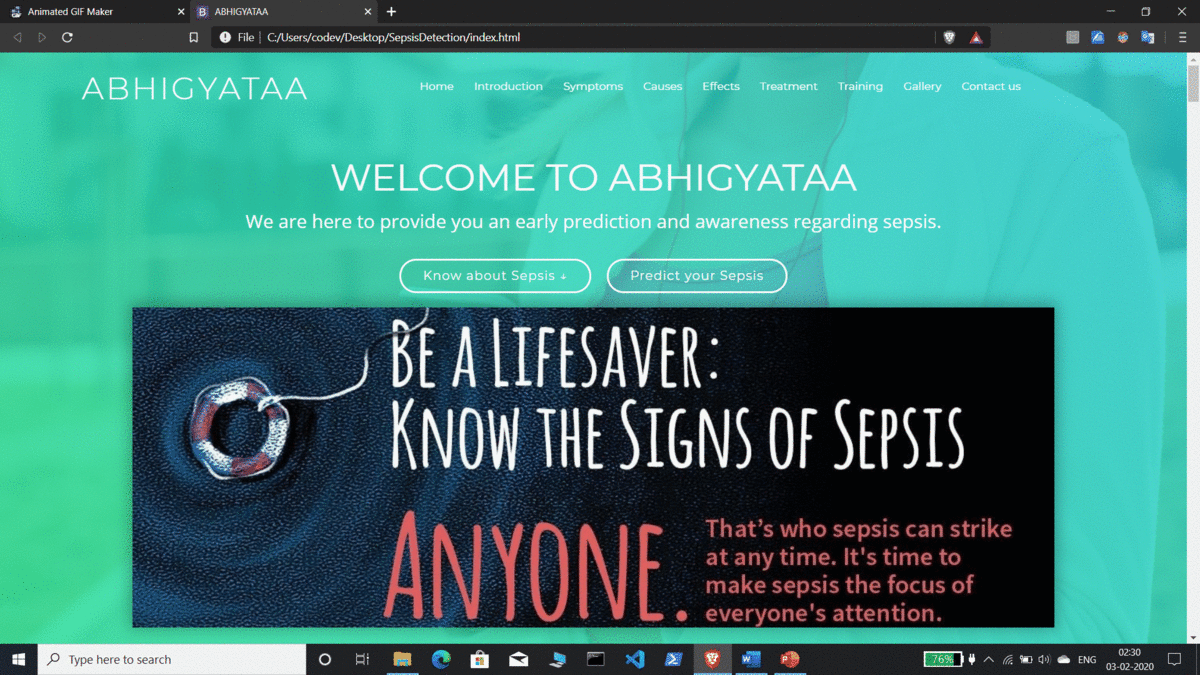 Animated GIF Maker
B ABHIGYATAA
File C:/Users/codev/Desktop/SepsisDetection/index.html
ABHIGYATAA
Home Introduction Symptoms Causes Effects Treatment Training Gallery Contact us
WELCOME TO ABHIGYATAA
We are here to provide you an early prediction and awareness regarding sepsis.
Know about Sepsis ↓ Predict your Sepsis
BE A LIFESAVER:
KNOW THE SIGNS OF SEPSIS
ANYONE.
That's who sepsis can strike
at any time. It's time to
make sepsis the focus of
everyone's attention.
Type here to search
76%
ENG
02:30
03-02-2020